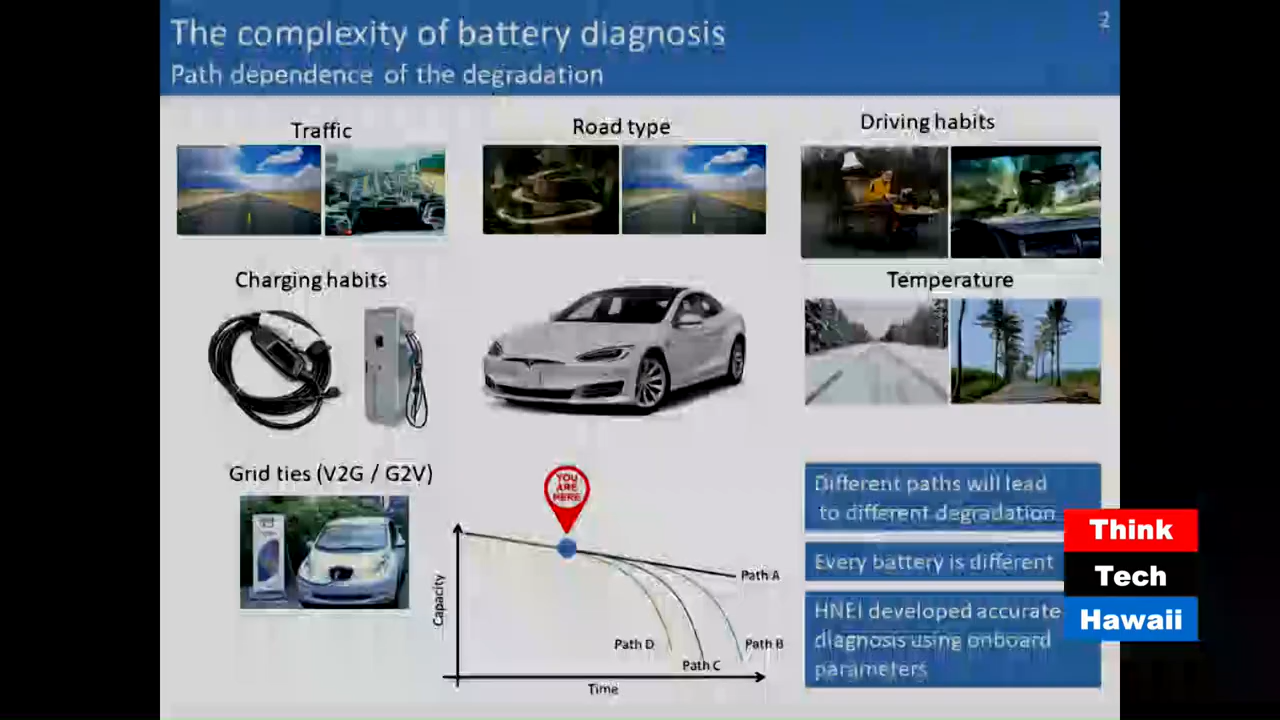 The complexity of battery diagnosis
2
Path dependence of the degradation
Traffic
Road type
Driving habits
Charging habits
Temperature
Grid ties (V2G / G2V)
YOU
ARE
HERE
Capacity
Path A
Path B
Path C
Path D
Time
Different paths will lead
to different degradation
Every battery is different
HNEI developed accurate
diagnosis using onboard
parameters
Think
Tech
Hawaii